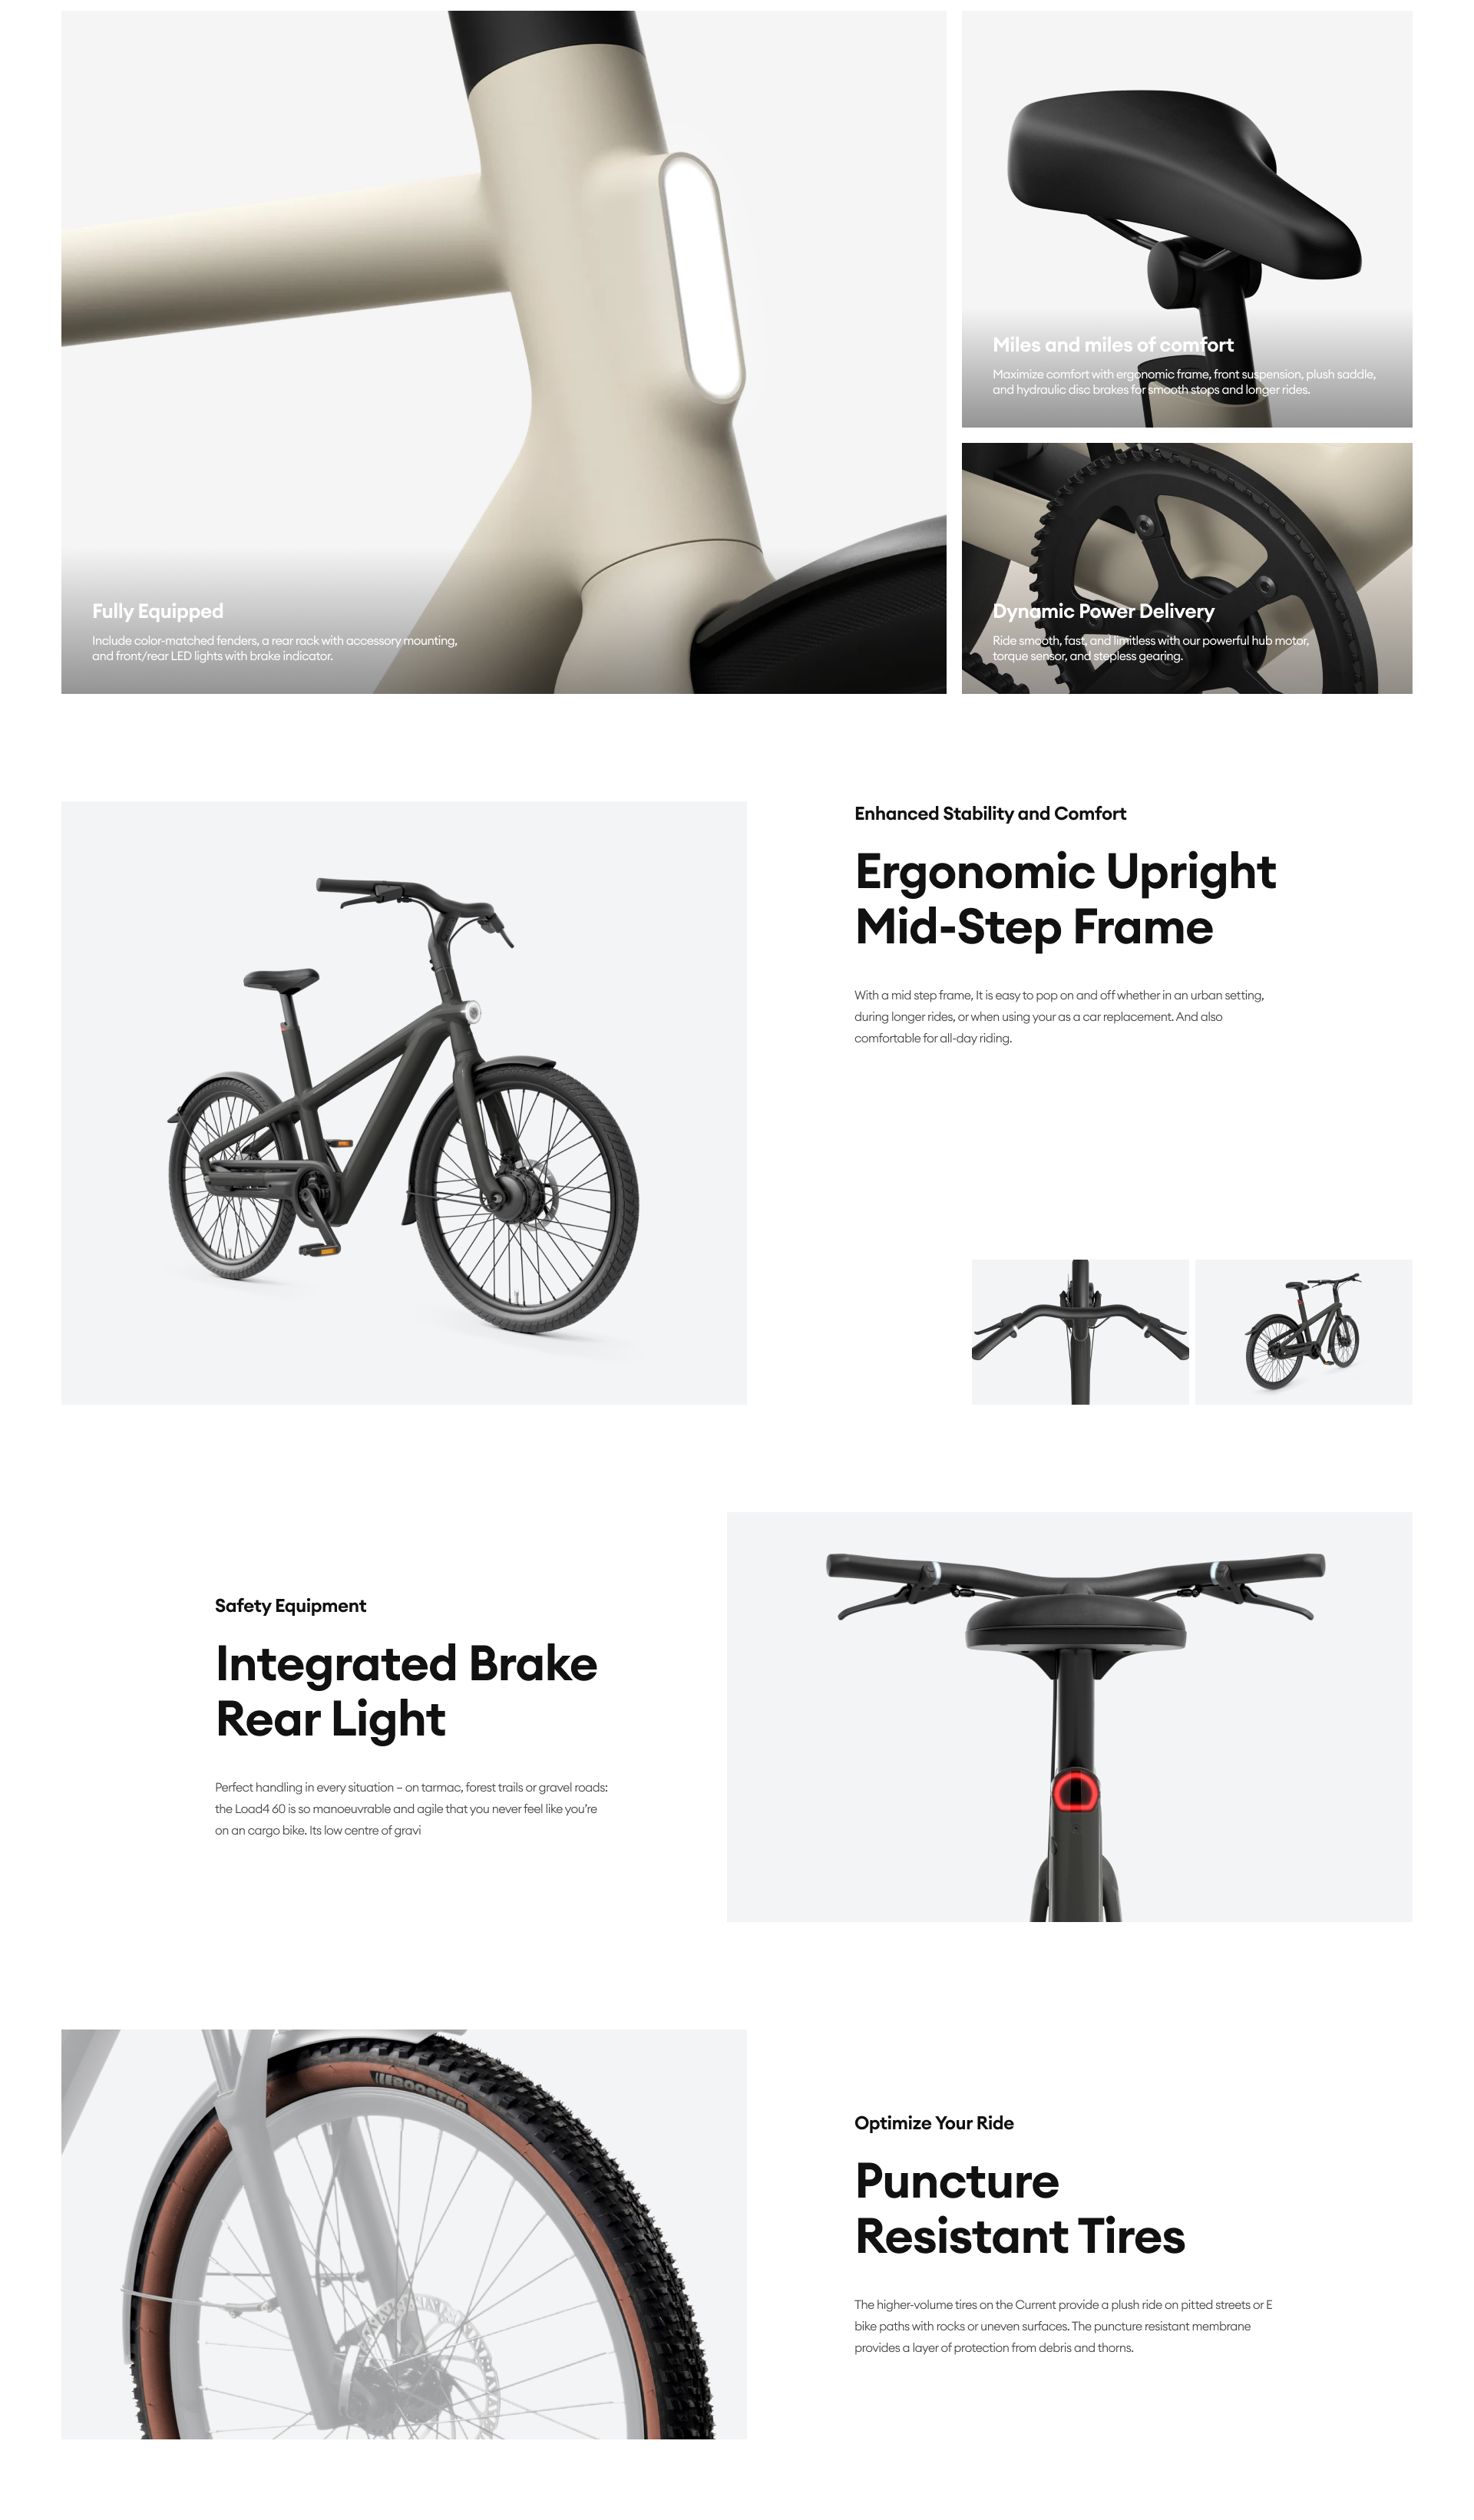 Miles and miles of comfort
Maximize comfort with ergonomic frame, front suspension, plush saddle,
and hydraulic disc brakes for smooth stops and longer rides.
Fully Equipped
Include color-matched fenders, a rear rack with accessory mounting,
and front/rear LED lights with brake indicator.
Dynamic Power Delivery
Ride smooth, fast, and limitless with our powerful hub motor,
torque sensor, and stepless gearing.
Enhanced Stability and Comfort
Ergonomic Upright
Mid-Step Frame
With a mid step frame, It is easy to pop on and off whether in an urban setting,
during longer rides, or when using your as a car replacement. And also
comfortable for all-day riding.
Safety Equipment
Integrated Brake
Rear Light
Perfect handling in every situation – on tarmac, forest trails or gravel roads:
the Load4 60 is so manoeuvrable and agile that you never feel like you’re
on an cargo bike. Its low centre of gravi
BOOSTER
Optimize Your Ride
Puncture
Resistant Tires
The higher-volume tires on the Current provide a plush ride on pitted streets or E
bike paths with rocks or uneven surfaces. The puncture resistant membrane
provides a layer of protection from debris and thorns.